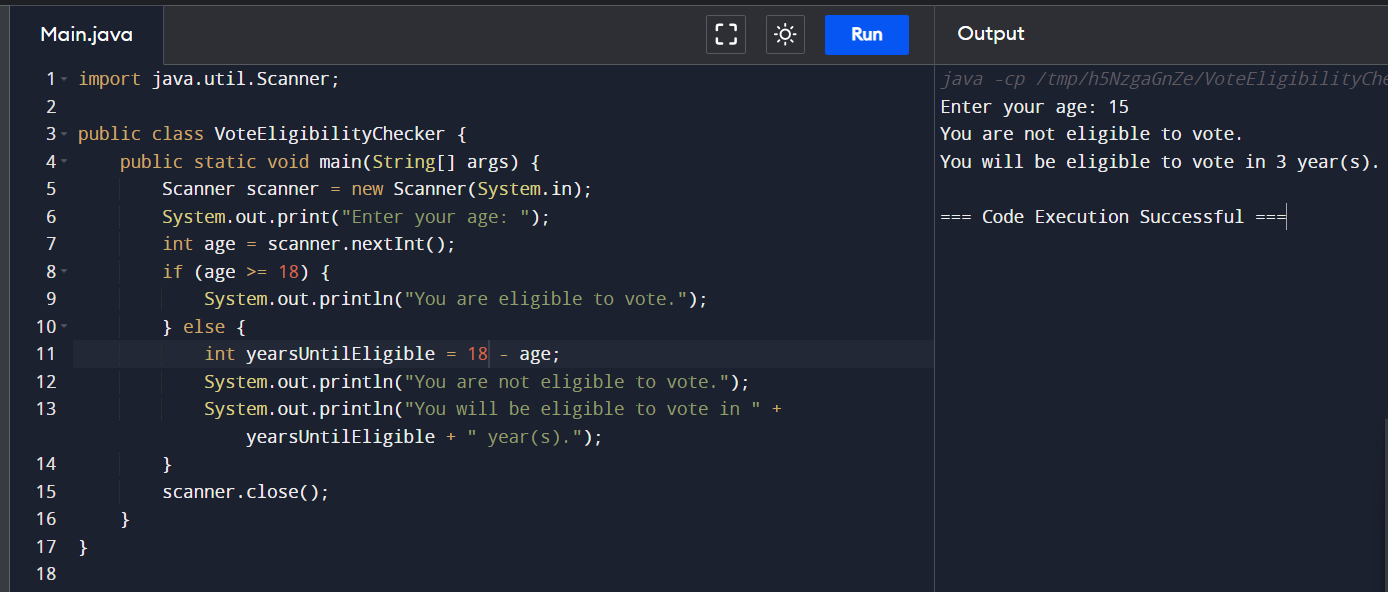 Main.java
Run
Output
1 import java.util.Scanner;
2
3 public class VoteEligibilityChecker {
4 public static void main(String[] args) {
5 Scanner scanner = new Scanner(System.in);
6 System.out.print("Enter your age: ");
7 int age = scanner.nextInt();
8 if (age >= 18) {
9 System.out.println("You are eligible to vote.");
10 } else {
11 int yearsUntilEligible = 18 - age;
12 System.out.println("You are not eligible to vote.");
13 System.out.println("You will be eligible to vote in " +
yearsUntilEligible + " year(s).");
14 }
15 scanner.close();
16 }
17 }
18
java -cp /tmp/h5NzgaGnZe/VoteEligibilityChe
Enter your age: 15
You are not eligible to vote.
You will be eligible to vote in 3 year(s).
=== Code Execution Successful ===